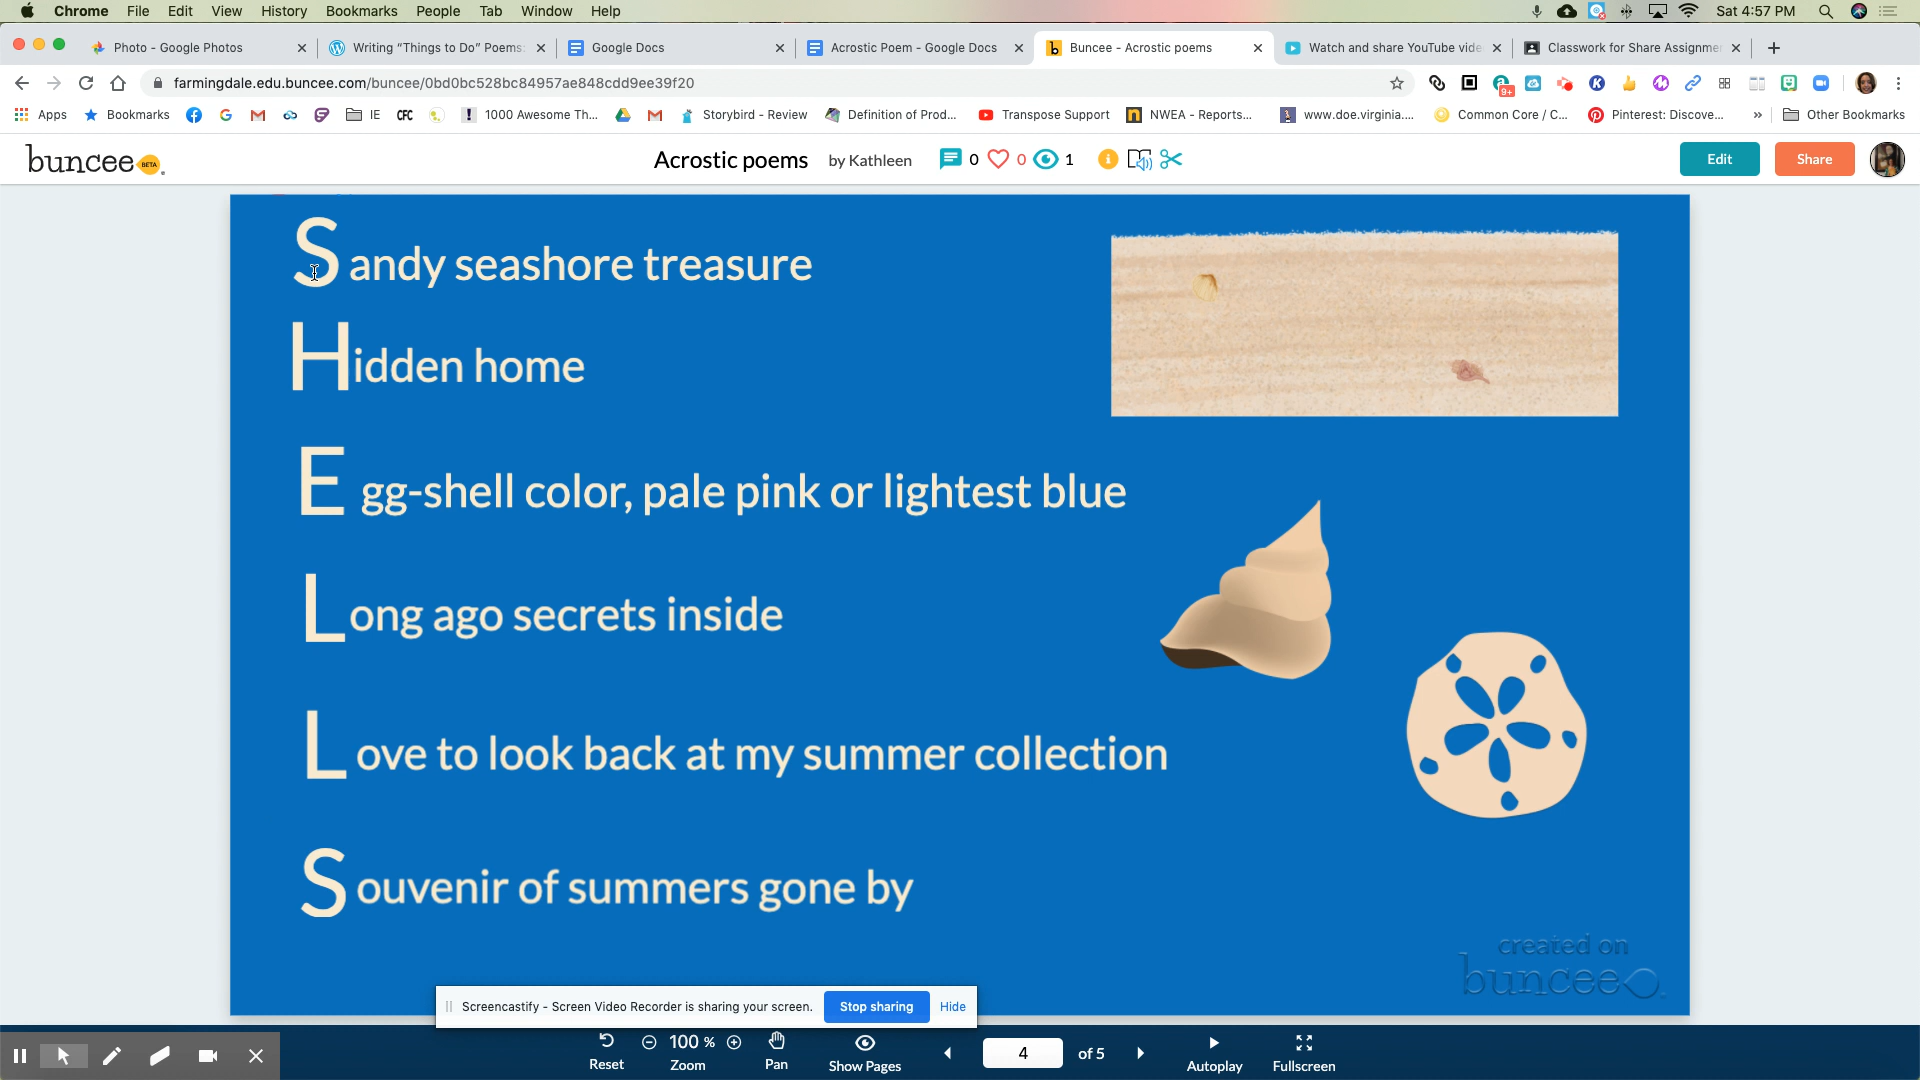 Chrome File Edit View History Bookmarks People Tab Window Help Sat 4:57 PM
Photo - Google Photos Writing “Things to Do” Poems: Google Docs Acrostic Poem - Google Docs Buncee - Acrostic poems Watch and share YouTube vide Classwork for Share Assignme
farmingdale.edu.buncee.com/buncee/0bd0bc528bc84957ae848cdd9ee39f20 9+
Apps Bookmarks IE CFC 1000 Awesome Th... Storybird - Review Definition of Prod... Transpose Support NWEA - Reports... www.doe.virginia.... Common Core / C... Pinterest: Discove... » Other Bookmarks
buncee BETA Acrostic poems by Kathleen 0 0 1 Edit Share
Sandy seashore treasure
Hidden home
Egg-shell color, pale pink or lightest blue
Long ago secrets inside
Love to look back at my summer collection
Souvenir of summers gone by
created on
buncee
Screencastify - Screen Video Recorder is sharing your screen. Stop sharing Hide
Reset 100 % Zoom Pan Show Pages 4 of 5 Autoplay Fullscreen